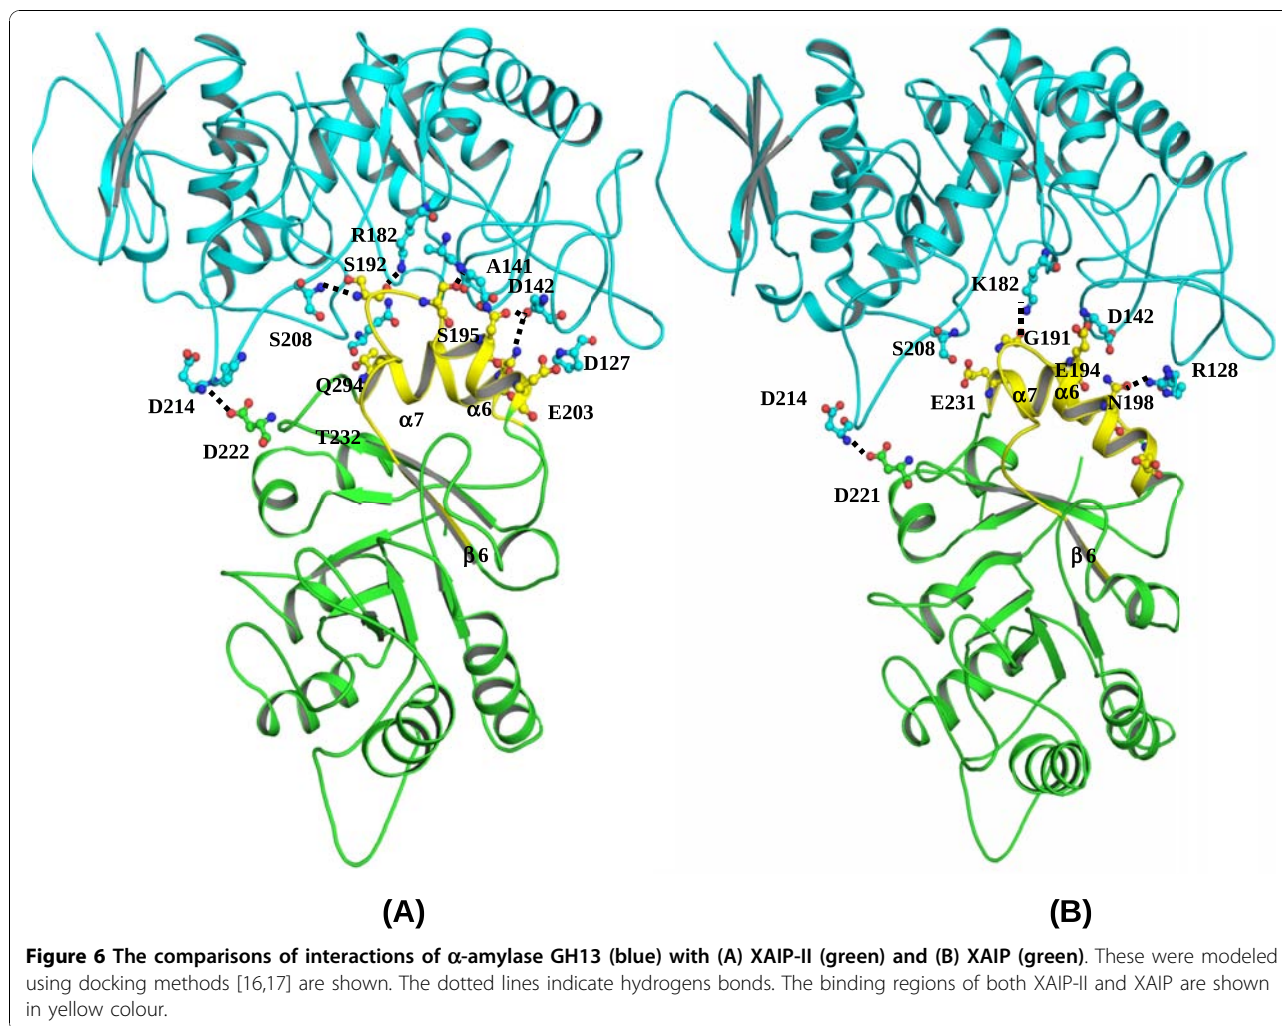 R182
S192
A141
D142
S208
S195
D127
Q294
D214
α7
α6
E203
D222
T232
β6
(A)
K182
D142
S208
G191
E194
R128
D214
E231
α7
α6
N198
D221
β6
(B)
Figure 6 The comparisons of interactions of α-amylase GH13 (blue) with (A) XAIP-II (green) and (B) XAIP (green). These were modeled
using docking methods [16,17] are shown. The dotted lines indicate hydrogens bonds. The binding regions of both XAIP-II and XAIP are shown
in yellow colour.